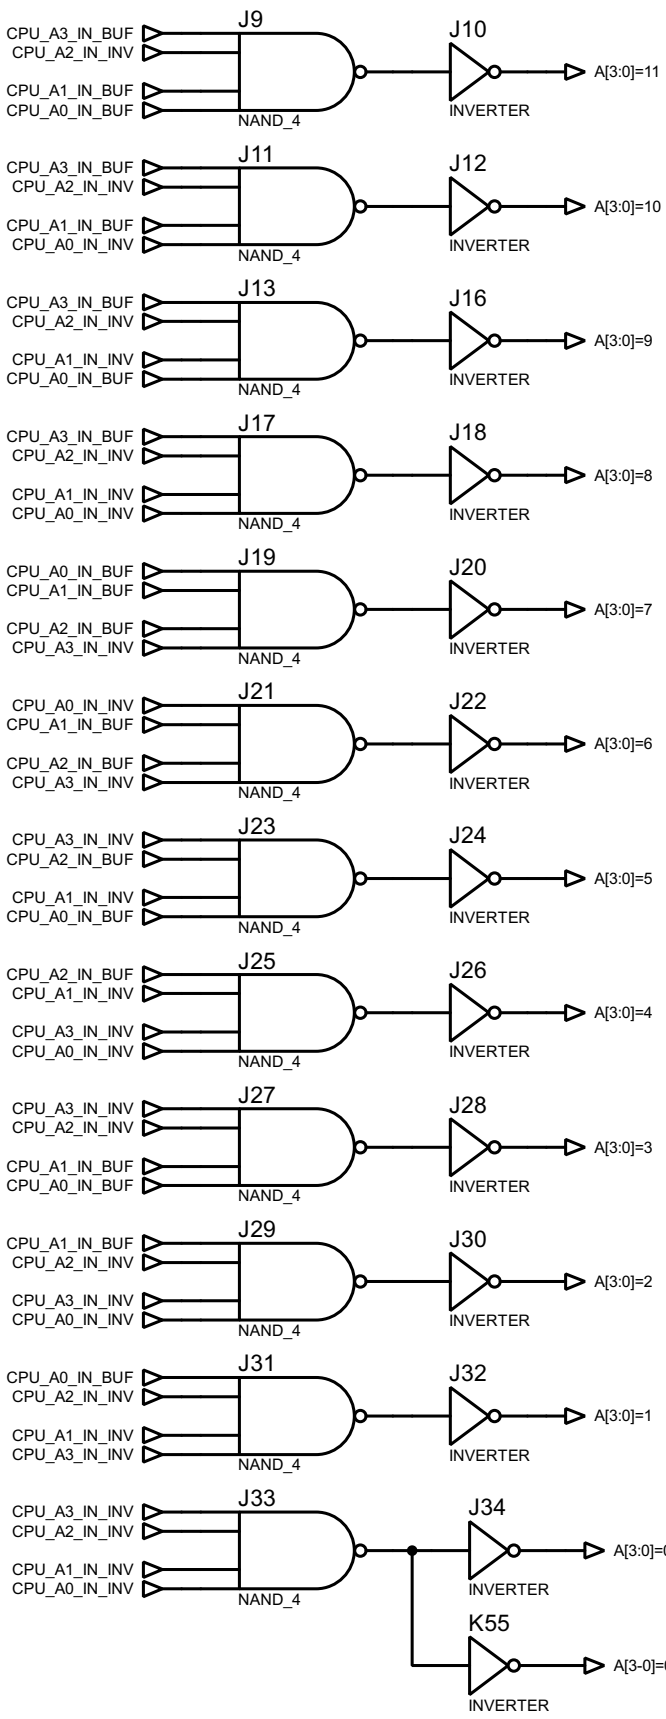 J9
J10
CPU_A3_IN_BUF
CPU_A2_IN_INV
CPU_A1_IN_BUF
CPU_A0_IN_BUF
A[3:0]=11
NAND_4
INVERTER
J11
J12
CPU_A3_IN_BUF
CPU_A2_IN_INV
CPU_A1_IN_BUF
CPU_A0_IN_INV
A[3:0]=10
NAND_4
INVERTER
J13
J16
CPU_A3_IN_BUF
CPU_A2_IN_INV
CPU_A1_IN_INV
CPU_A0_IN_BUF
A[3:0]=9
NAND_4
INVERTER
J17
J18
CPU_A3_IN_BUF
CPU_A2_IN_INV
CPU_A1_IN_INV
CPU_A0_IN_INV
A[3:0]=8
NAND_4
INVERTER
J19
J20
CPU_A0_IN_BUF
CPU_A1_IN_BUF
CPU_A2_IN_BUF
CPU_A3_IN_INV
A[3:0]=7
NAND_4
INVERTER
J21
J22
CPU_A0_IN_INV
CPU_A1_IN_BUF
CPU_A2_IN_BUF
CPU_A3_IN_INV
A[3:0]=6
NAND_4
INVERTER
J23
J24
CPU_A3_IN_INV
CPU_A2_IN_BUF
CPU_A1_IN_INV
CPU_A0_IN_BUF
A[3:0]=5
NAND_4
INVERTER
J25
J26
CPU_A2_IN_BUF
CPU_A1_IN_INV
CPU_A3_IN_INV
CPU_A0_IN_INV
A[3:0]=4
NAND_4
INVERTER
J27
J28
CPU_A3_IN_INV
CPU_A2_IN_INV
CPU_A1_IN_BUF
CPU_A0_IN_BUF
A[3:0]=3
NAND_4
INVERTER
J29
J30
CPU_A1_IN_BUF
CPU_A2_IN_INV
CPU_A3_IN_INV
CPU_A0_IN_INV
A[3:0]=2
NAND_4
INVERTER
J31
J32
CPU_A0_IN_BUF
CPU_A2_IN_INV
CPU_A1_IN_INV
CPU_A3_IN_INV
A[3:0]=1
NAND_4
INVERTER
J33
J34
CPU_A3_IN_INV
CPU_A2_IN_INV
CPU_A1_IN_INV
CPU_A0_IN_INV
A[3:0]=0
NAND_4
INVERTER
K55
A[3-0]=0
INVERTER